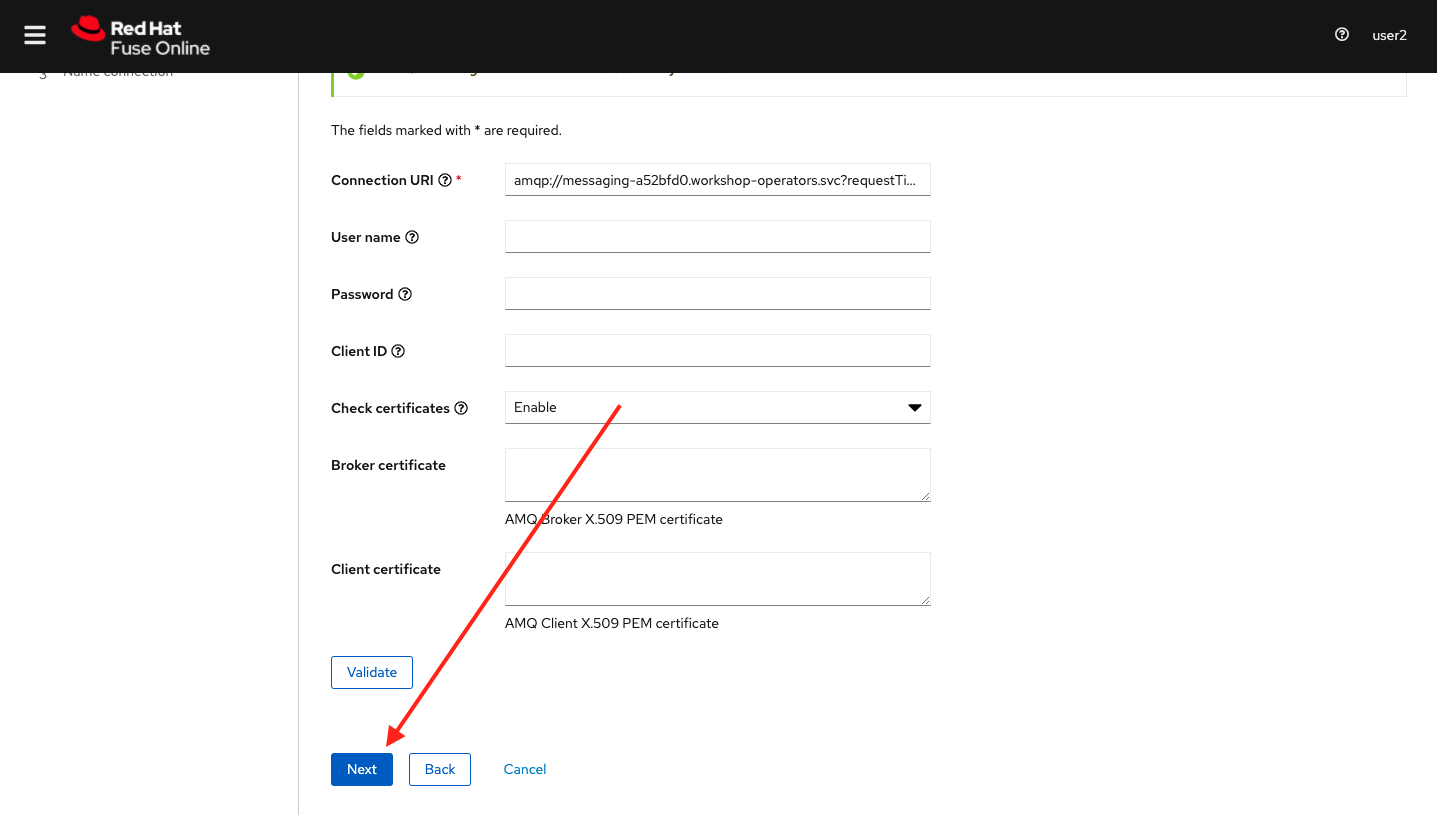 Red Hat
Fuse Online
user2
3 Name connection
The fields marked with * are required.
Connection URI *
amqp://messaging-a52bfd0.workshop-operators.svc?requestTi...
User name
Password
Client ID
Check certificates
Enable
Broker certificate
AMQ Broker X.509 PEM certificate
Client certificate
AMQ Client X.509 PEM certificate
Validate
Next
Back
Cancel